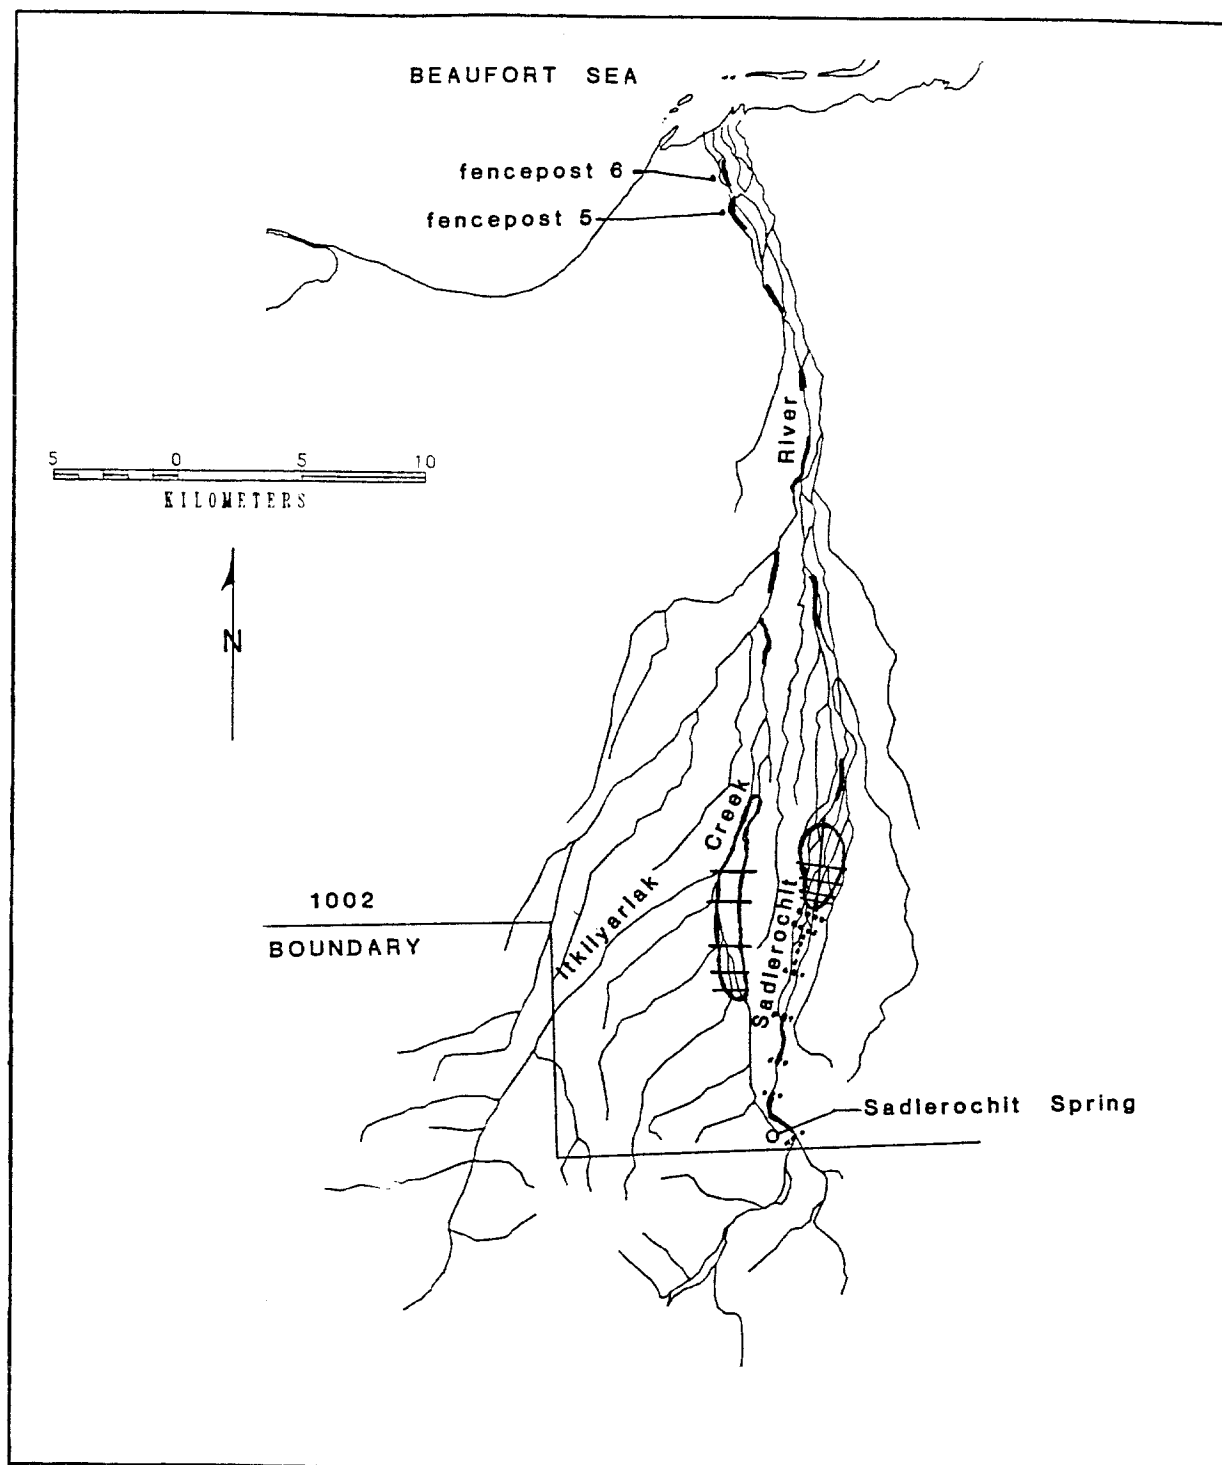 BEAUFORT SEA
fencepost 6
fencepost 5
River
5 0 5 10
KILOMETERS
N
Creek
1002
BOUNDARY
Itkilyariak
Sadlerochit
Sadlerochit Spring